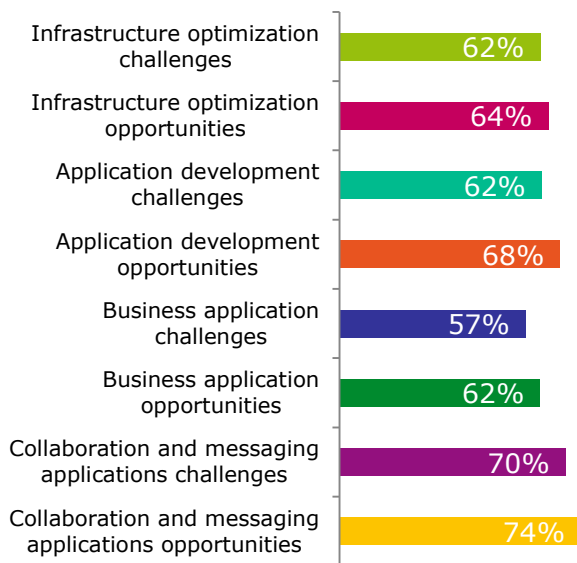 Infrastructure optimization
challenges
62%
Infrastructure optimization
opportunities
64%
Application development
challenges
62%
Application development
opportunities
68%
Business application
challenges
57%
Business application
opportunities
62%
Collaboration and messaging
applications challenges
70%
Collaboration and messaging
applications opportunities
74%